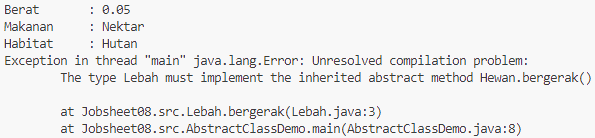 Berat : 0.05
Makanan : Nektar
Habitat : Hutan
Exception in thread "main" java.lang.Error: Unresolved compilation problem:
The type Lebah must implement the inherited abstract method Hewan.bergerak()
at Jobsheet08.src.Lebah.bergerak(Lebah.java:3)
at Jobsheet08.src.AbstractClassDemo.main(AbstractClassDemo.java:8)